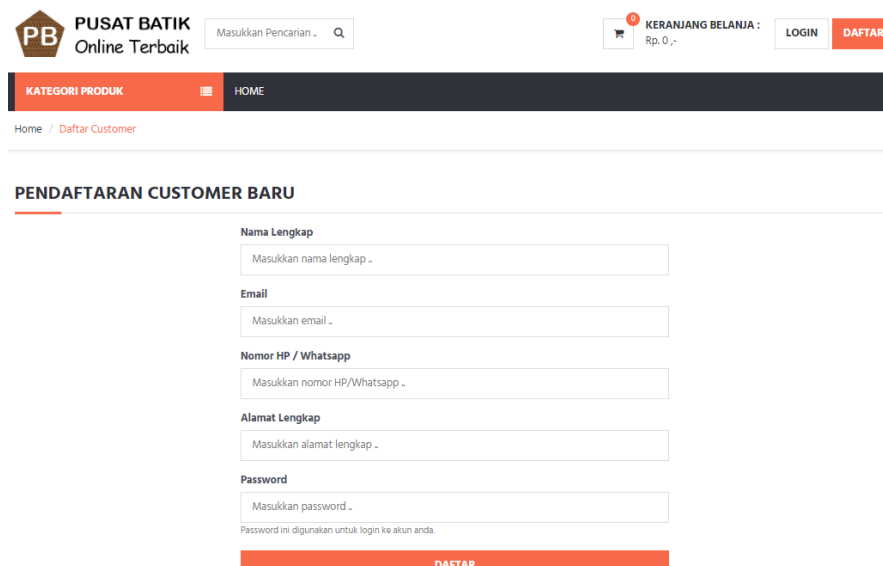 PB
PUSAT BATIK
Online Terbaik
Masukkan Pencarian ..
0
KERANJANG BELANJA :
Rp. 0 ,-
LOGIN
DAFTAR
KATEGORI PRODUK
HOME
Home / Daftar Customer
PENDAFTARAN CUSTOMER BARU
Nama Lengkap
Masukkan nama lengkap ..
Email
Masukkan email ..
Nomor HP / Whatsapp
Masukkan nomor HP/Whatsapp ..
Alamat Lengkap
Masukkan alamat lengkap ..
Password
Masukkan password ..
Password ini digunakan untuk login ke akun anda.
DAFTAR